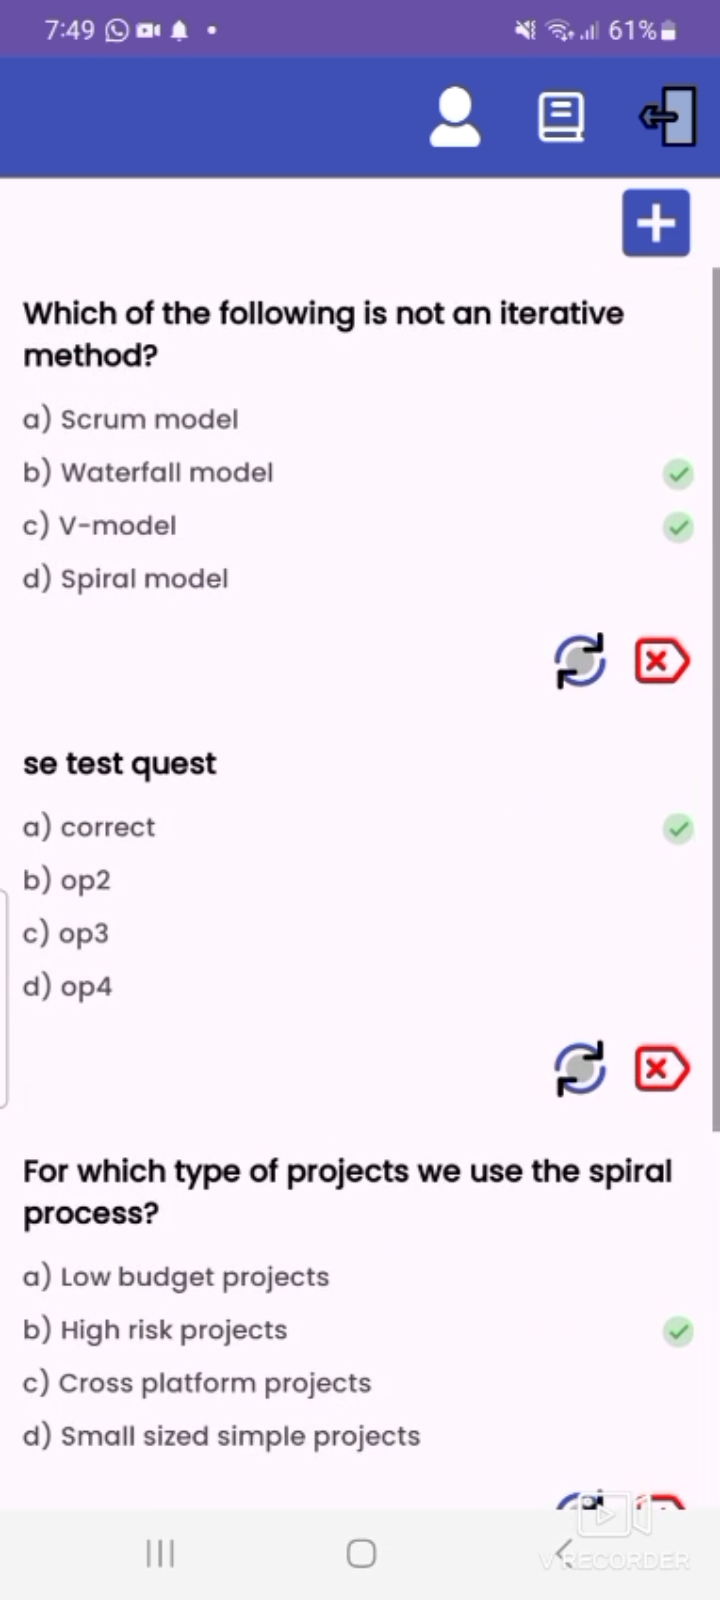 7:49 61%
Which of the following is not an iterative
method?
a) Scrum model
b) Waterfall model
c) V-model
d) Spiral model
se test quest
a) correct
b) op2
c) op3
d) op4
For which type of projects we use the spiral
process?
a) Low budget projects
b) High risk projects
c) Cross platform projects
d) Small sized simple projects
V RECORDER